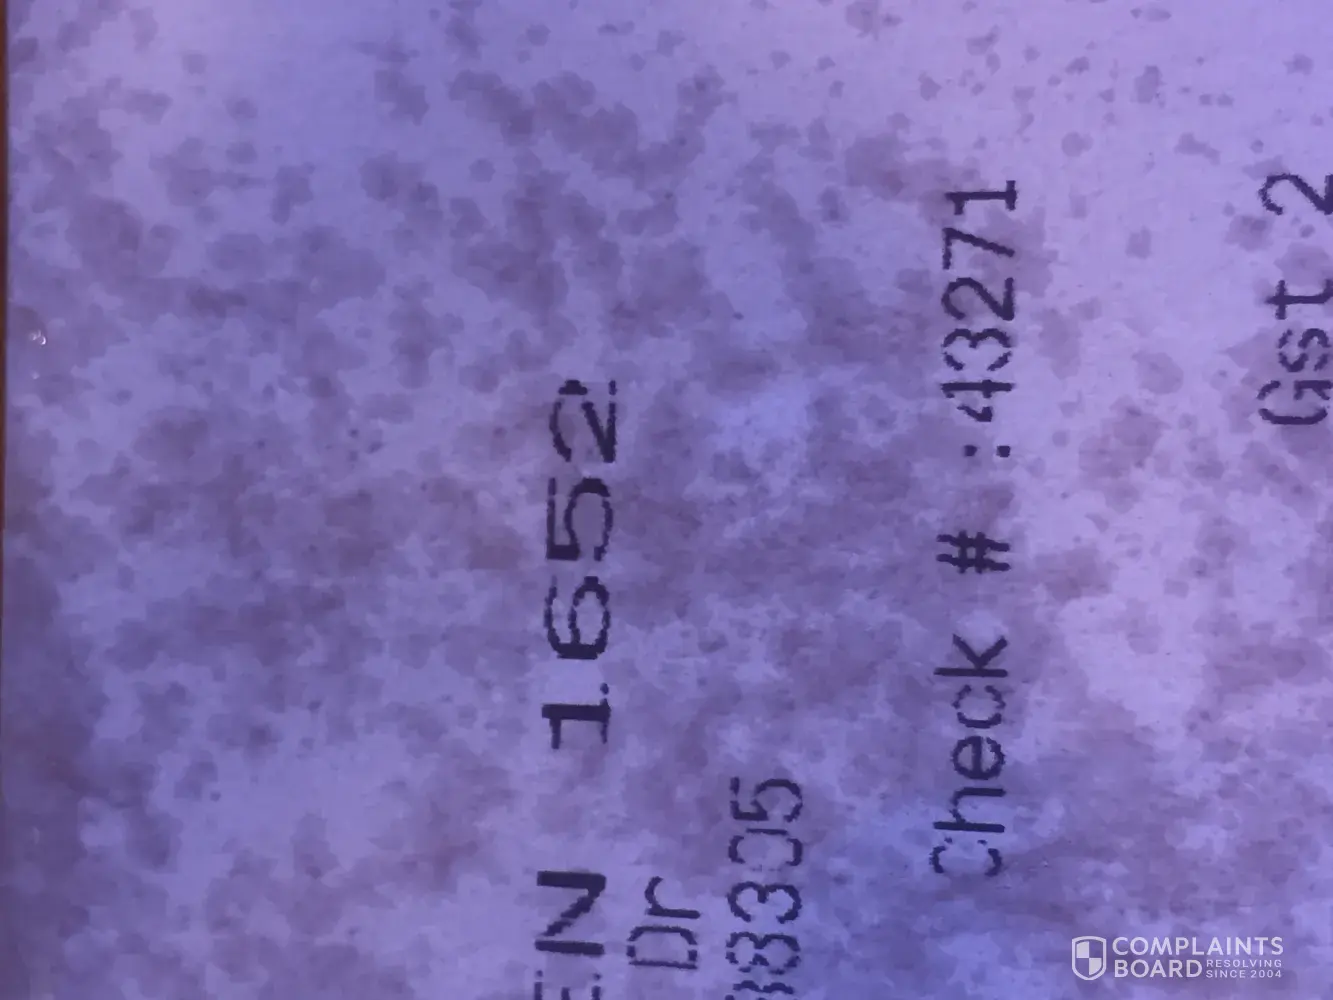 EN 1652
Dr
33305
Check # :43271
Gst 2
COMPLAINTS
BOARD RESOLVING
SINCE 2004